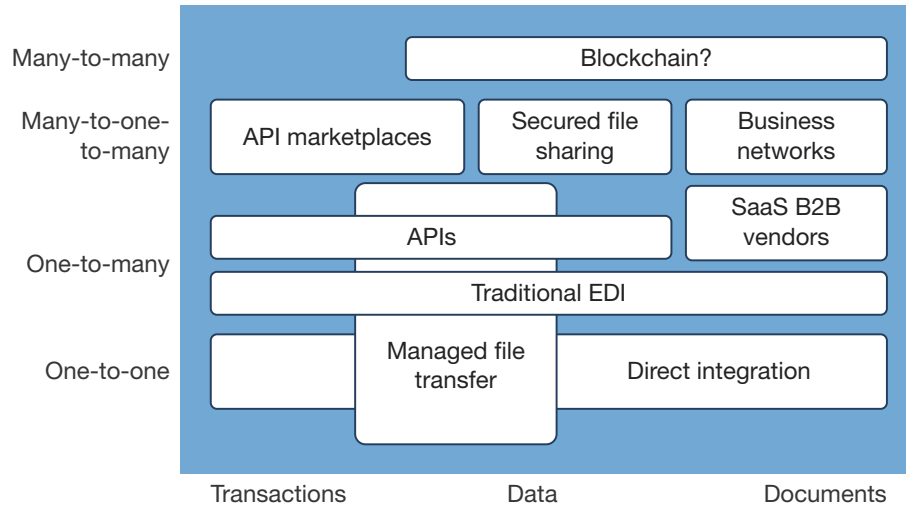 Many-to-many
Blockchain?
Many-to-one-
to-many
API marketplaces
Secured file
sharing
Business
networks
SaaS B2B
vendors
APIs
One-to-many
Traditional EDI
One-to-one
Managed file
transfer
Direct integration
Transactions
Data
Documents